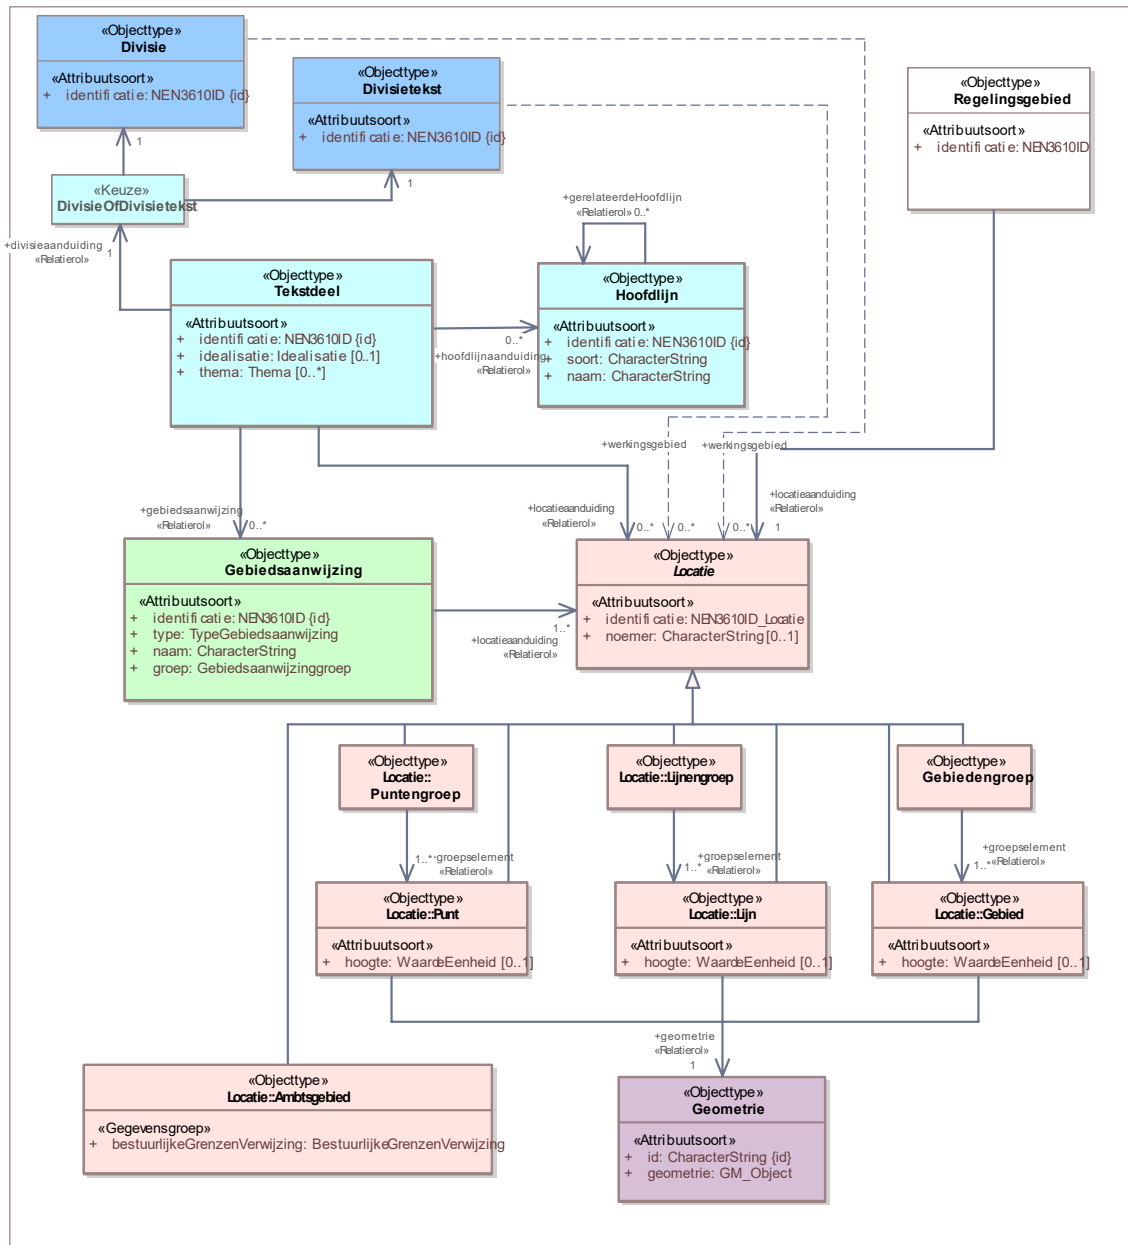 «Objecttype»
Divisie
«Attribuutsoort»
+ identificatie: NEN3610ID {id}
«Objecttype»
Divisietekst
«Attribuutsoort»
+ identificatie: NEN3610ID {id}
«Objecttype»
Regelingsgebied
«Attribuutsoort»
+ identificatie: NEN3610ID
1
1
«Keuze»
DivisieOfDivisietekst
+divisieaanduiding
«Relatierol»
1
+gerelateerdeHoofdlijn
«Relatierol» 0..*
«Objecttype»
Tekstdeel
«Attribuutsoort»
+ identificatie: NEN3610ID {id}
+ idealisatie: Idealisatie [0..1]
+ thema: Thema [0..*]
0..*
+hoofdlijnaanduiding
«Relatierol»
«Objecttype»
Hoofdlijn
«Attribuutsoort»
+ identificatie: NEN3610ID {id}
+ soort: CharacterString
+ naam: CharacterString
+werkingsgebied
+werkingsgebied
+gebiedsaanwijzing
«Relatierol»
0..*
+locatieaanduiding
«Relatierol»
0..*
0..*
0..*
+locatieaanduiding
«Relatierol»
1
«Objecttype»
Gebiedsaanwijzing
«Attribuutsoort»
+ identificatie: NEN3610ID {id}
+ type: TypeGebiedsaanwijzing
+ naam: CharacterString
+ groep: Gebiedsaanwijzinggroep
1..*
+locatieaanduiding
«Relatierol»
«Objecttype»
Locatie
«Attribuutsoort»
+ identificatie: NEN3610ID_Locatie
+ noemer: CharacterString [0..1]
«Objecttype»
Locatie::
Puntengroep
«Objecttype»
Locatie::Lijnengroep
«Objecttype»
Gebiedengroep
1..*
+groepselement
«Relatierol»
1..*
+groepselement
«Relatierol»
1..*
+groepselement
«Relatierol»
«Objecttype»
Locatie::Punt
«Attribuutsoort»
+ hoogte: WaardeEenheid [0..1]
«Objecttype»
Locatie::Lijn
«Attribuutsoort»
+ hoogte: WaardeEenheid [0..1]
«Objecttype»
Locatie::Gebied
«Attribuutsoort»
+ hoogte: WaardeEenheid [0..1]
+geometrie
«Relatierol»
1
«Objecttype»
Locatie::Ambtsgebied
«Gegevensgroep»
+ bestuurlijkeGrenzenVerwijzing: BestuurlijkeGrenzenVerwijzing
«Objecttype»
Geometrie
«Attribuutsoort»
+ id: CharacterString {id}
+ geometrie: GM_Object